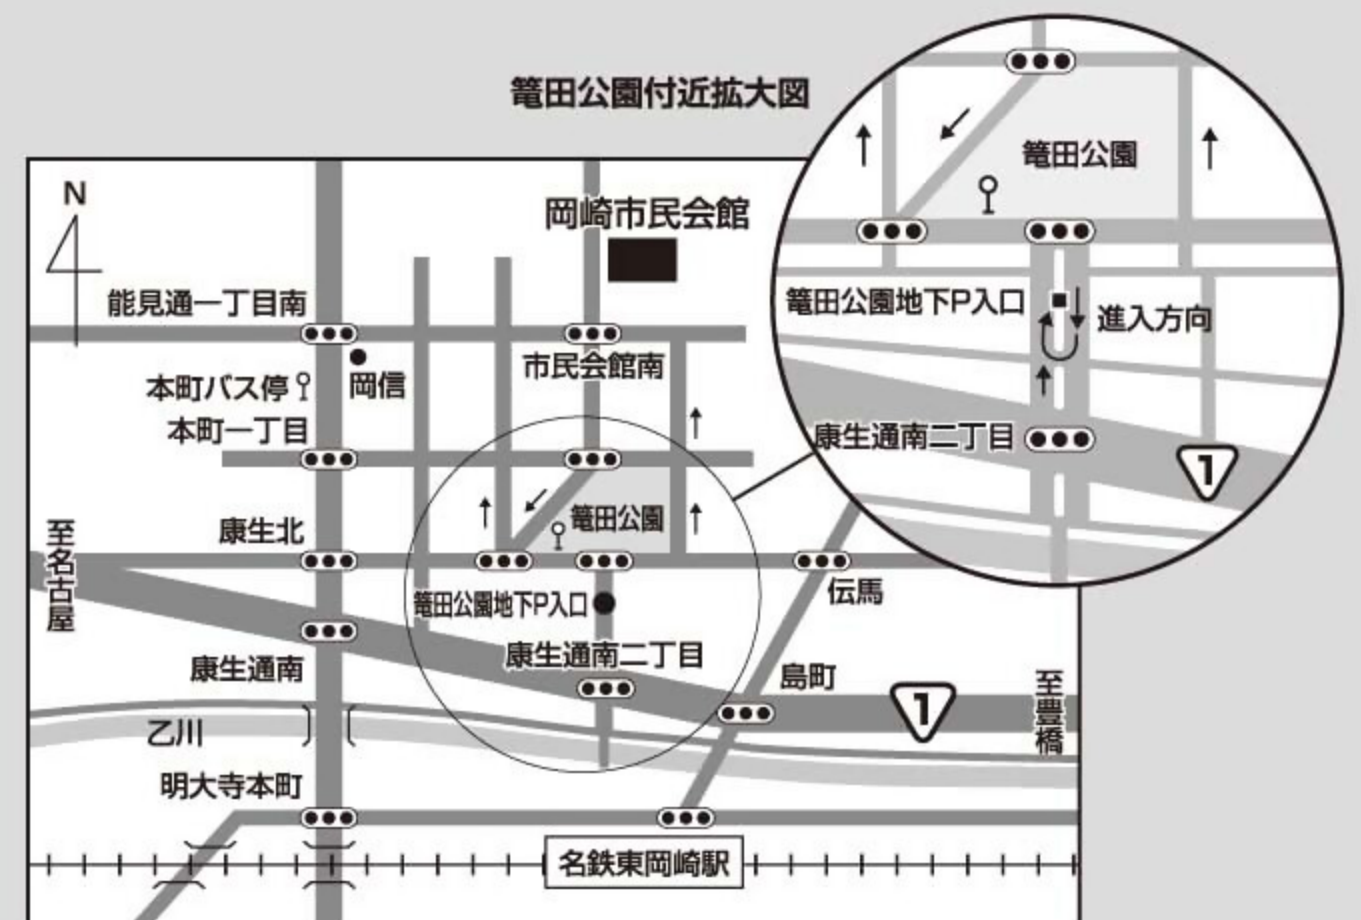 篭田公園付近拡大図
篭田公園
篭田公園地下P入口
進入方向
康生通南二丁目
1
N
岡崎市民会館
能見通一丁目南
市民会館南
本町バス停
岡信
本町一丁目
篭田公園
康生北
至名古屋
篭田公園地下P入口
伝馬
康生通南二丁目
康生通南
島町
1
至豊橋
乙川
明大寺本町
名鉄東岡崎駅